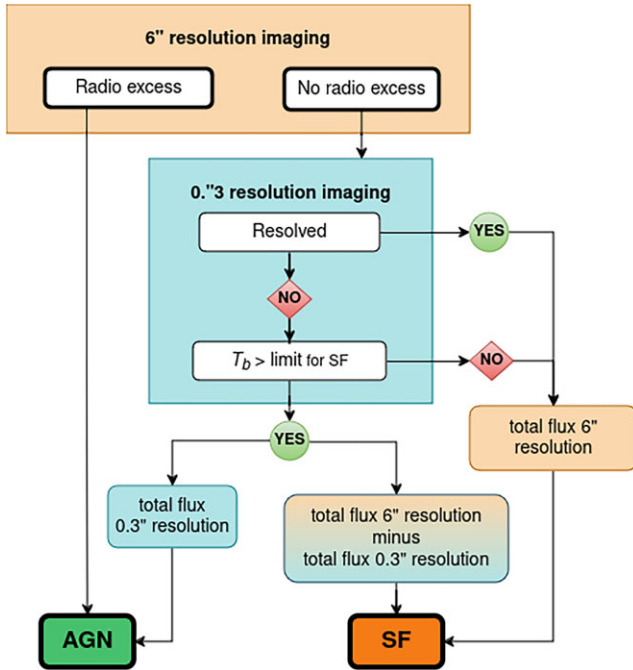 6" resolution imaging
Radio excess
No radio excess
0."3 resolution imaging
Resolved
YES
NO
T_b > limit for SF
NO
YES
total flux 6"
resolution
total flux
0.3" resolution
total flux 6" resolution
minus
total flux 0.3" resolution
AGN
SF